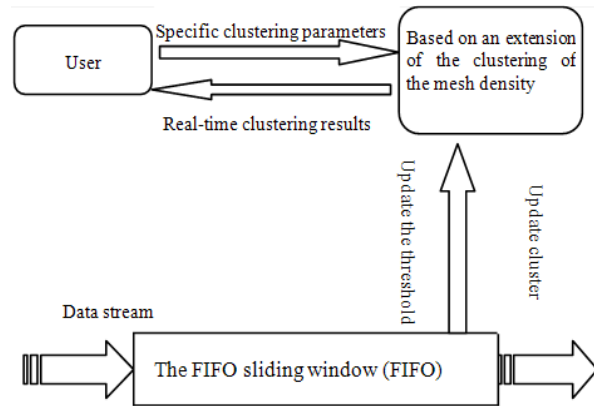 Specific clustering parameters
User
Based on an extension
of the clustering of
the mesh density
Real-time clustering results
Update the threshold
Update cluster
Data stream
The FIFO sliding window (FIFO)